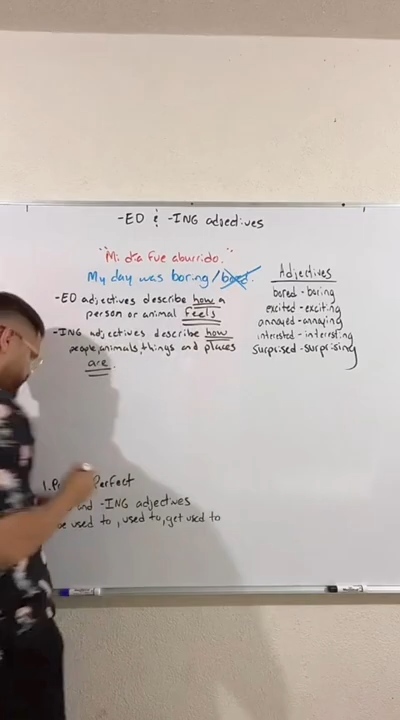 -ED & -ING adjectives
"Mi día fue aburrido."
My day was boring/bored.
-ED adjectives describe how a
person or animal feels
-ING adjectives describe how
people, animals, things and places
are.
Adjectives
bored - boring
excited - exciting
annoyed - annoying
interested - interesting
surprised - surprising
1. P Perfect
and -ING adjectives
used to, used to, get used to